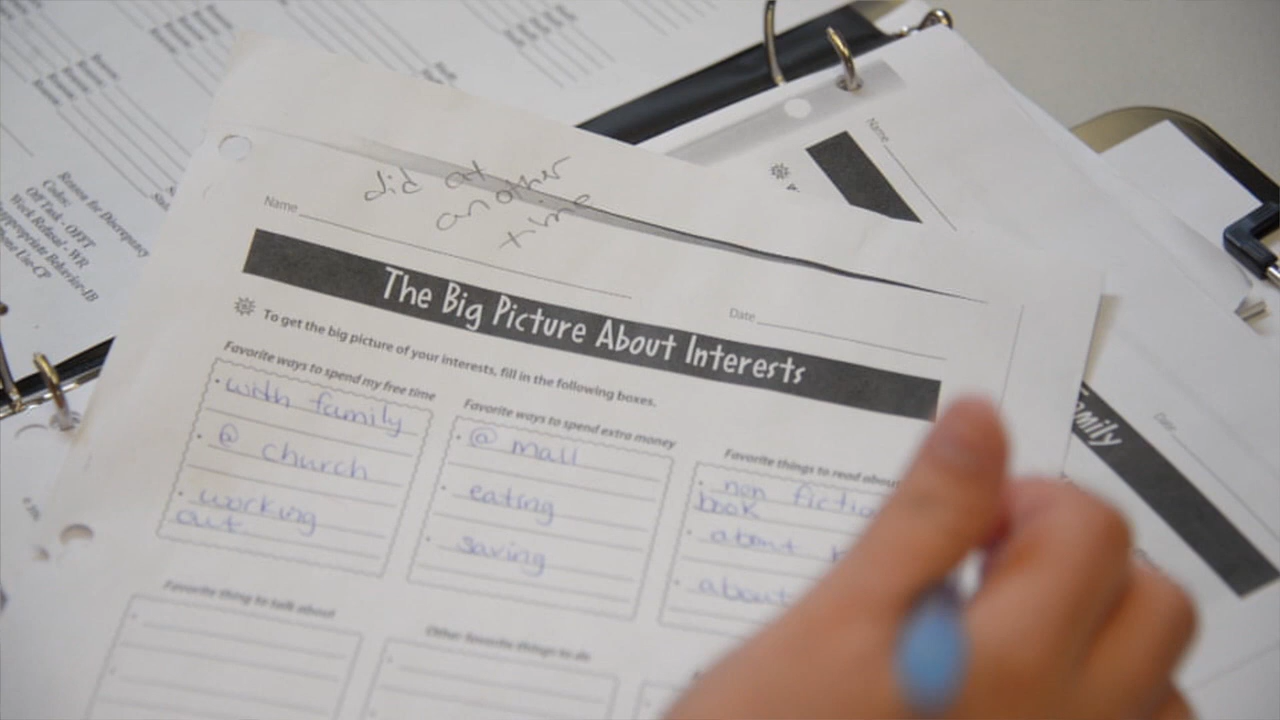 did at
another
time
Name
Name
Date
The Big Picture About Interests
To get the big picture of your interests, fill in the following boxes.
Favorite ways to spend my free time
with family
@ church
working
out.
Favorite ways to spend extra money
@ mall
eating
saving
Favorite things to read about
non
book
about
about
Favorite thing to talk about
Other favorite things to do
Reason for Discrepancy
Codes:
Off Task - OFFT
Work Refusal - WR
Behavior-IB
Use-CP
Date